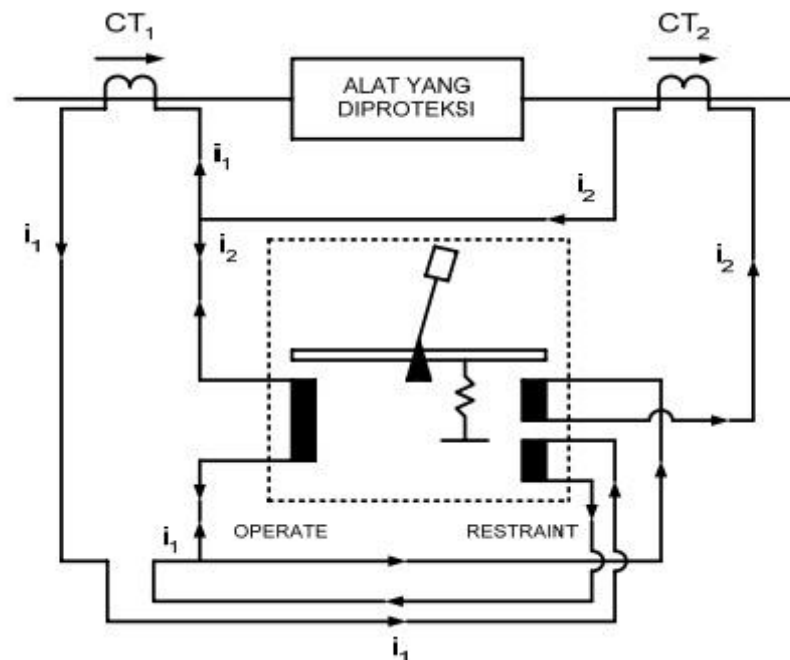 CT₁
CT₂
ALAT YANG
DIPROTEKSI
i₁
i₂
i₁
i₂
i₂
OPERATE
RESTRAINT
i₁
i₁